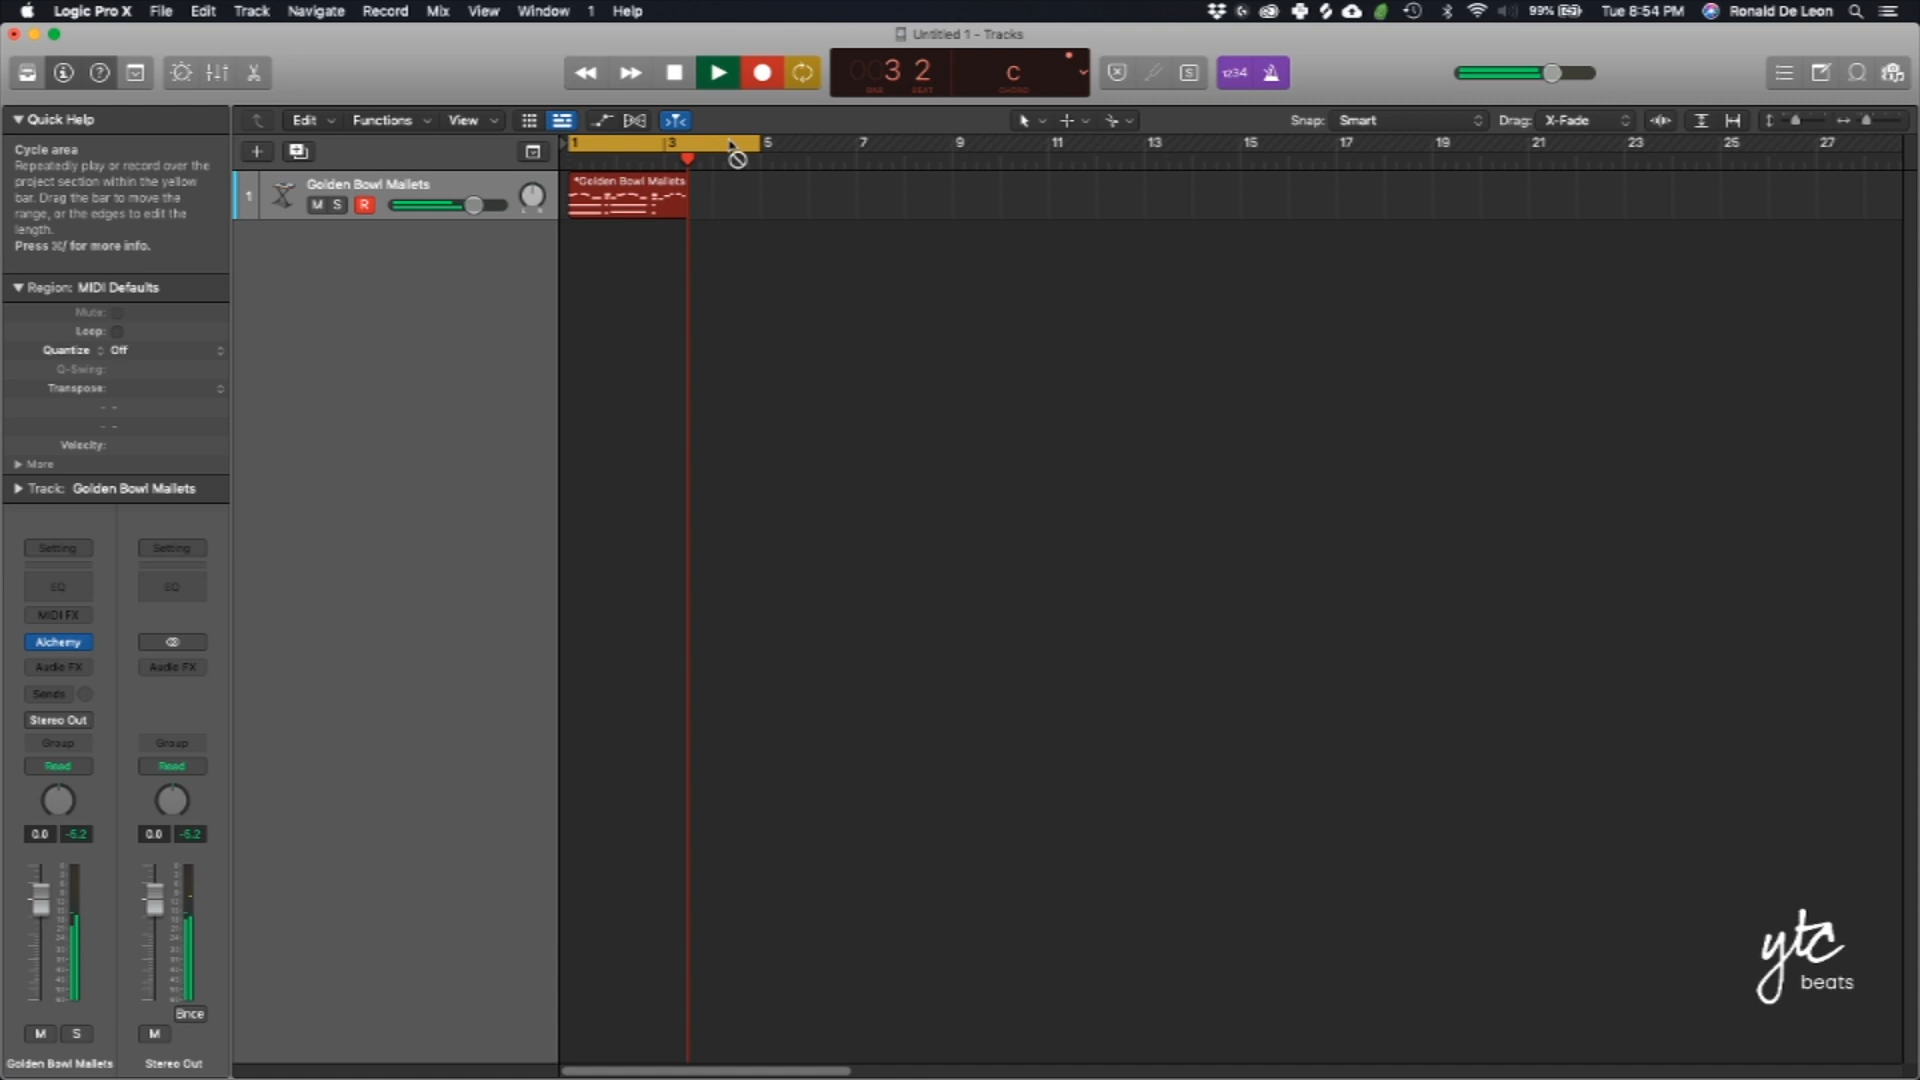 Logic Pro X File Edit Track Navigate Record Mix View Window 1 Help 99% Tue 8:54 PM Ronald De Leon
Untitled 1 - Tracks
3 2 C 1234
BAR BEAT CHORD
Quick Help
Edit Functions View Snap: Smart Drag: X-Fade
1 3 5 7 9 11 13 15 17 19 21 23 25 27
Cycle area
Repeatedly play or record over the
project section within the yellow
bar. Drag the bar to move the
range, or the edges to edit the
length.
Press ⌘/ for more info.
1 Golden Bowl Mallets
M S R
*Golden Bowl Mallets
Region: MIDI Defaults
Mute:
Loop:
Quantize Off
Q-Swing:
Transpose:
Velocity:
More
Track: Golden Bowl Mallets
Setting Setting
EQ EQ
MIDI FX
Alchemy
Audio FX Audio FX
Sends
Stereo Out
Group Group
Read Read
0.0 -5.2 0.0 -5.2
Bnce
M S M
Golden Bowl Mallets Stereo Out
ytc
beats